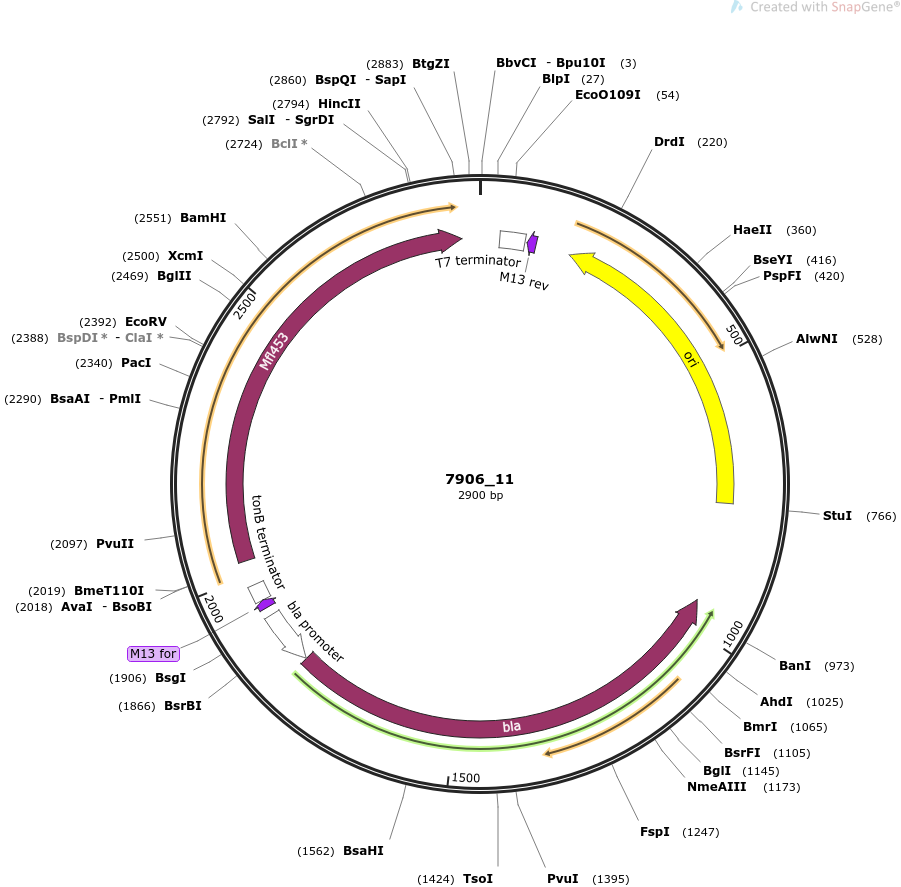 Created with SnapGene®
(2883) BtgZI
BbvCI - Bpu10I (3)
(2860) BspQI - SapI
BlpI (27)
(2794) HincII
EcoO109I (54)
(2792) SalI - SgrDI
(2724) BclI *
DrdI (220)
(2551) BamHI
HaeII (360)
(2500) XcmI
BseYI (416)
(2469) BglII
PspFI (420)
(2392) EcoRV
(2388) BspDI * - ClaI *
AlwNI (528)
(2340) PacI
(2290) BsaAI - PmlI
T7 terminator
M13 rev
2500
500
Mfl453
ori
7906_11
2900 bp
StuI (766)
(2097) PvuII
tonB terminator
(2019) BmeT110I
(2018) AvaI - BsoBI
2000
bla promoter
1000
M13 for
BanI (973)
(1906) BsgI
AhdI (1025)
(1866) BsrBI
BmrI (1065)
bla
BsrFI (1105)
BglI (1145)
1500
NmeAIII (1173)
FspI (1247)
(1562) BsaHI
(1424) TsoI
PvuI (1395)